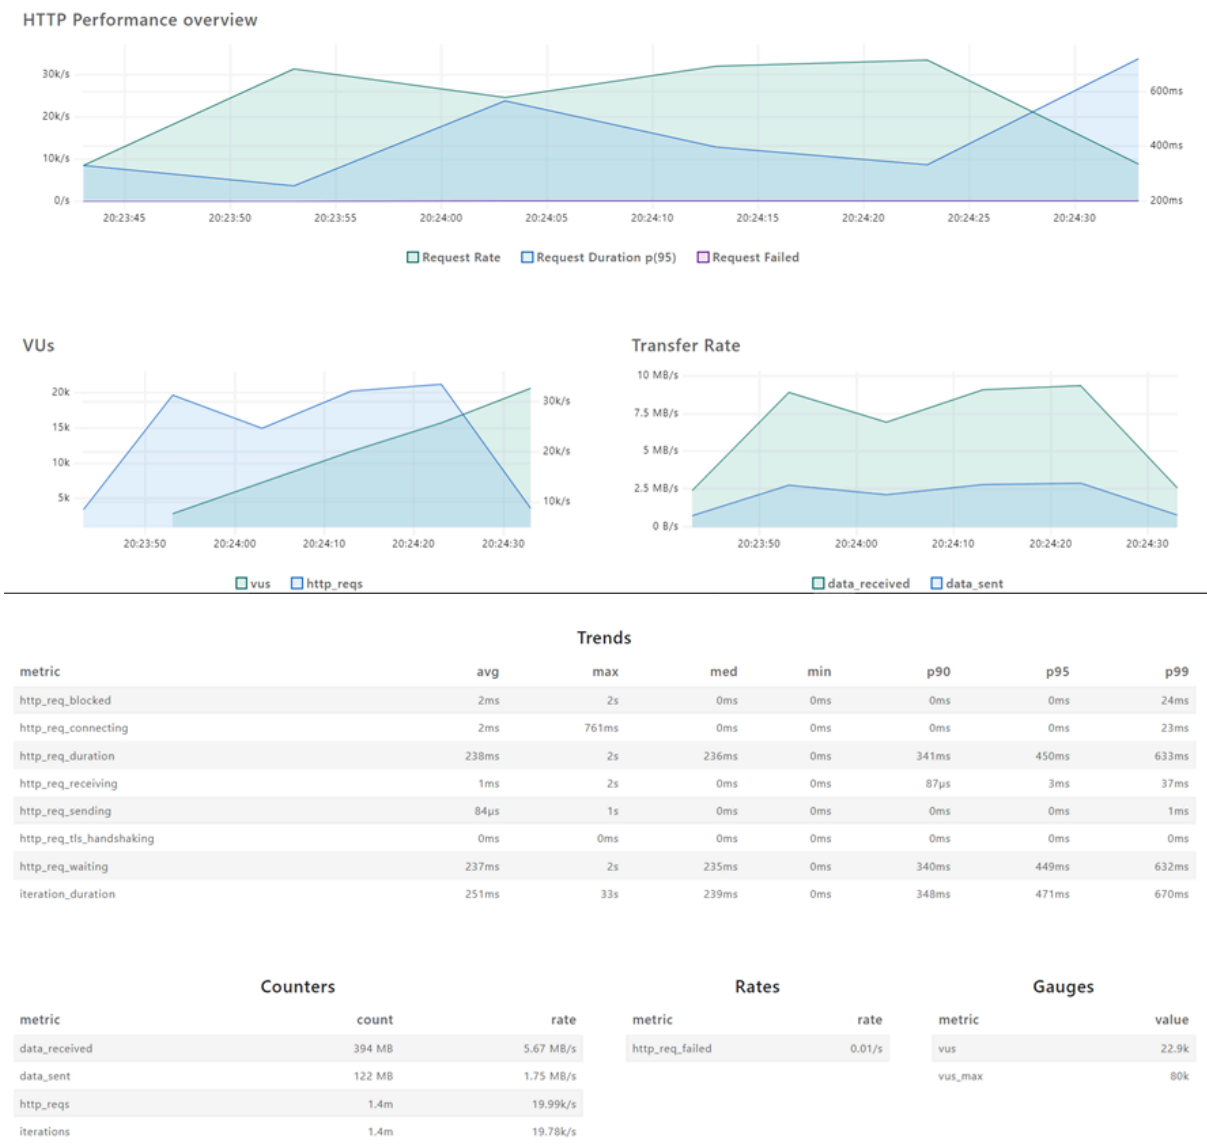 HTTP Performance overview
30k/s
20k/s
10k/s
0/s
600ms
400ms
200ms
20:23:45 20:23:50 20:23:55 20:24:00 20:24:05 20:24:10 20:24:15 20:24:20 20:24:25 20:24:30
Request Rate Request Duration p(95) Request Failed
VUs
20k
15k
10k
5k
30k/s
20k/s
10k/s
20:23:50 20:24:00 20:24:10 20:24:20 20:24:30
vus http_reqs
Transfer Rate
10 MB/s
7.5 MB/s
5 MB/s
2.5 MB/s
0 B/s
20:23:50 20:24:00 20:24:10 20:24:20 20:24:30
data_received data_sent
Trends
metric avg max med min p90 p95 p99
http_req_blocked 2ms 2s 0ms 0ms 0ms 0ms 24ms
http_req_connecting 2ms 761ms 0ms 0ms 0ms 0ms 23ms
http_req_duration 238ms 2s 236ms 0ms 341ms 450ms 633ms
http_req_receiving 1ms 2s 0ms 0ms 87µs 3ms 37ms
http_req_sending 84µs 1s 0ms 0ms 0ms 0ms 1ms
http_req_tls_handshaking 0ms 0ms 0ms 0ms 0ms 0ms 0ms
http_req_waiting 237ms 2s 235ms 0ms 340ms 449ms 632ms
iteration_duration 251ms 33s 239ms 0ms 348ms 471ms 670ms
Counters
metric count rate
data_received 394 MB 5.67 MB/s
data_sent 122 MB 1.75 MB/s
http_reqs 1.4m 19.99k/s
iterations 1.4m 19.78k/s
Rates
metric rate
http_req_failed 0.01/s
Gauges
metric value
vus 22.9k
vus_max 80k